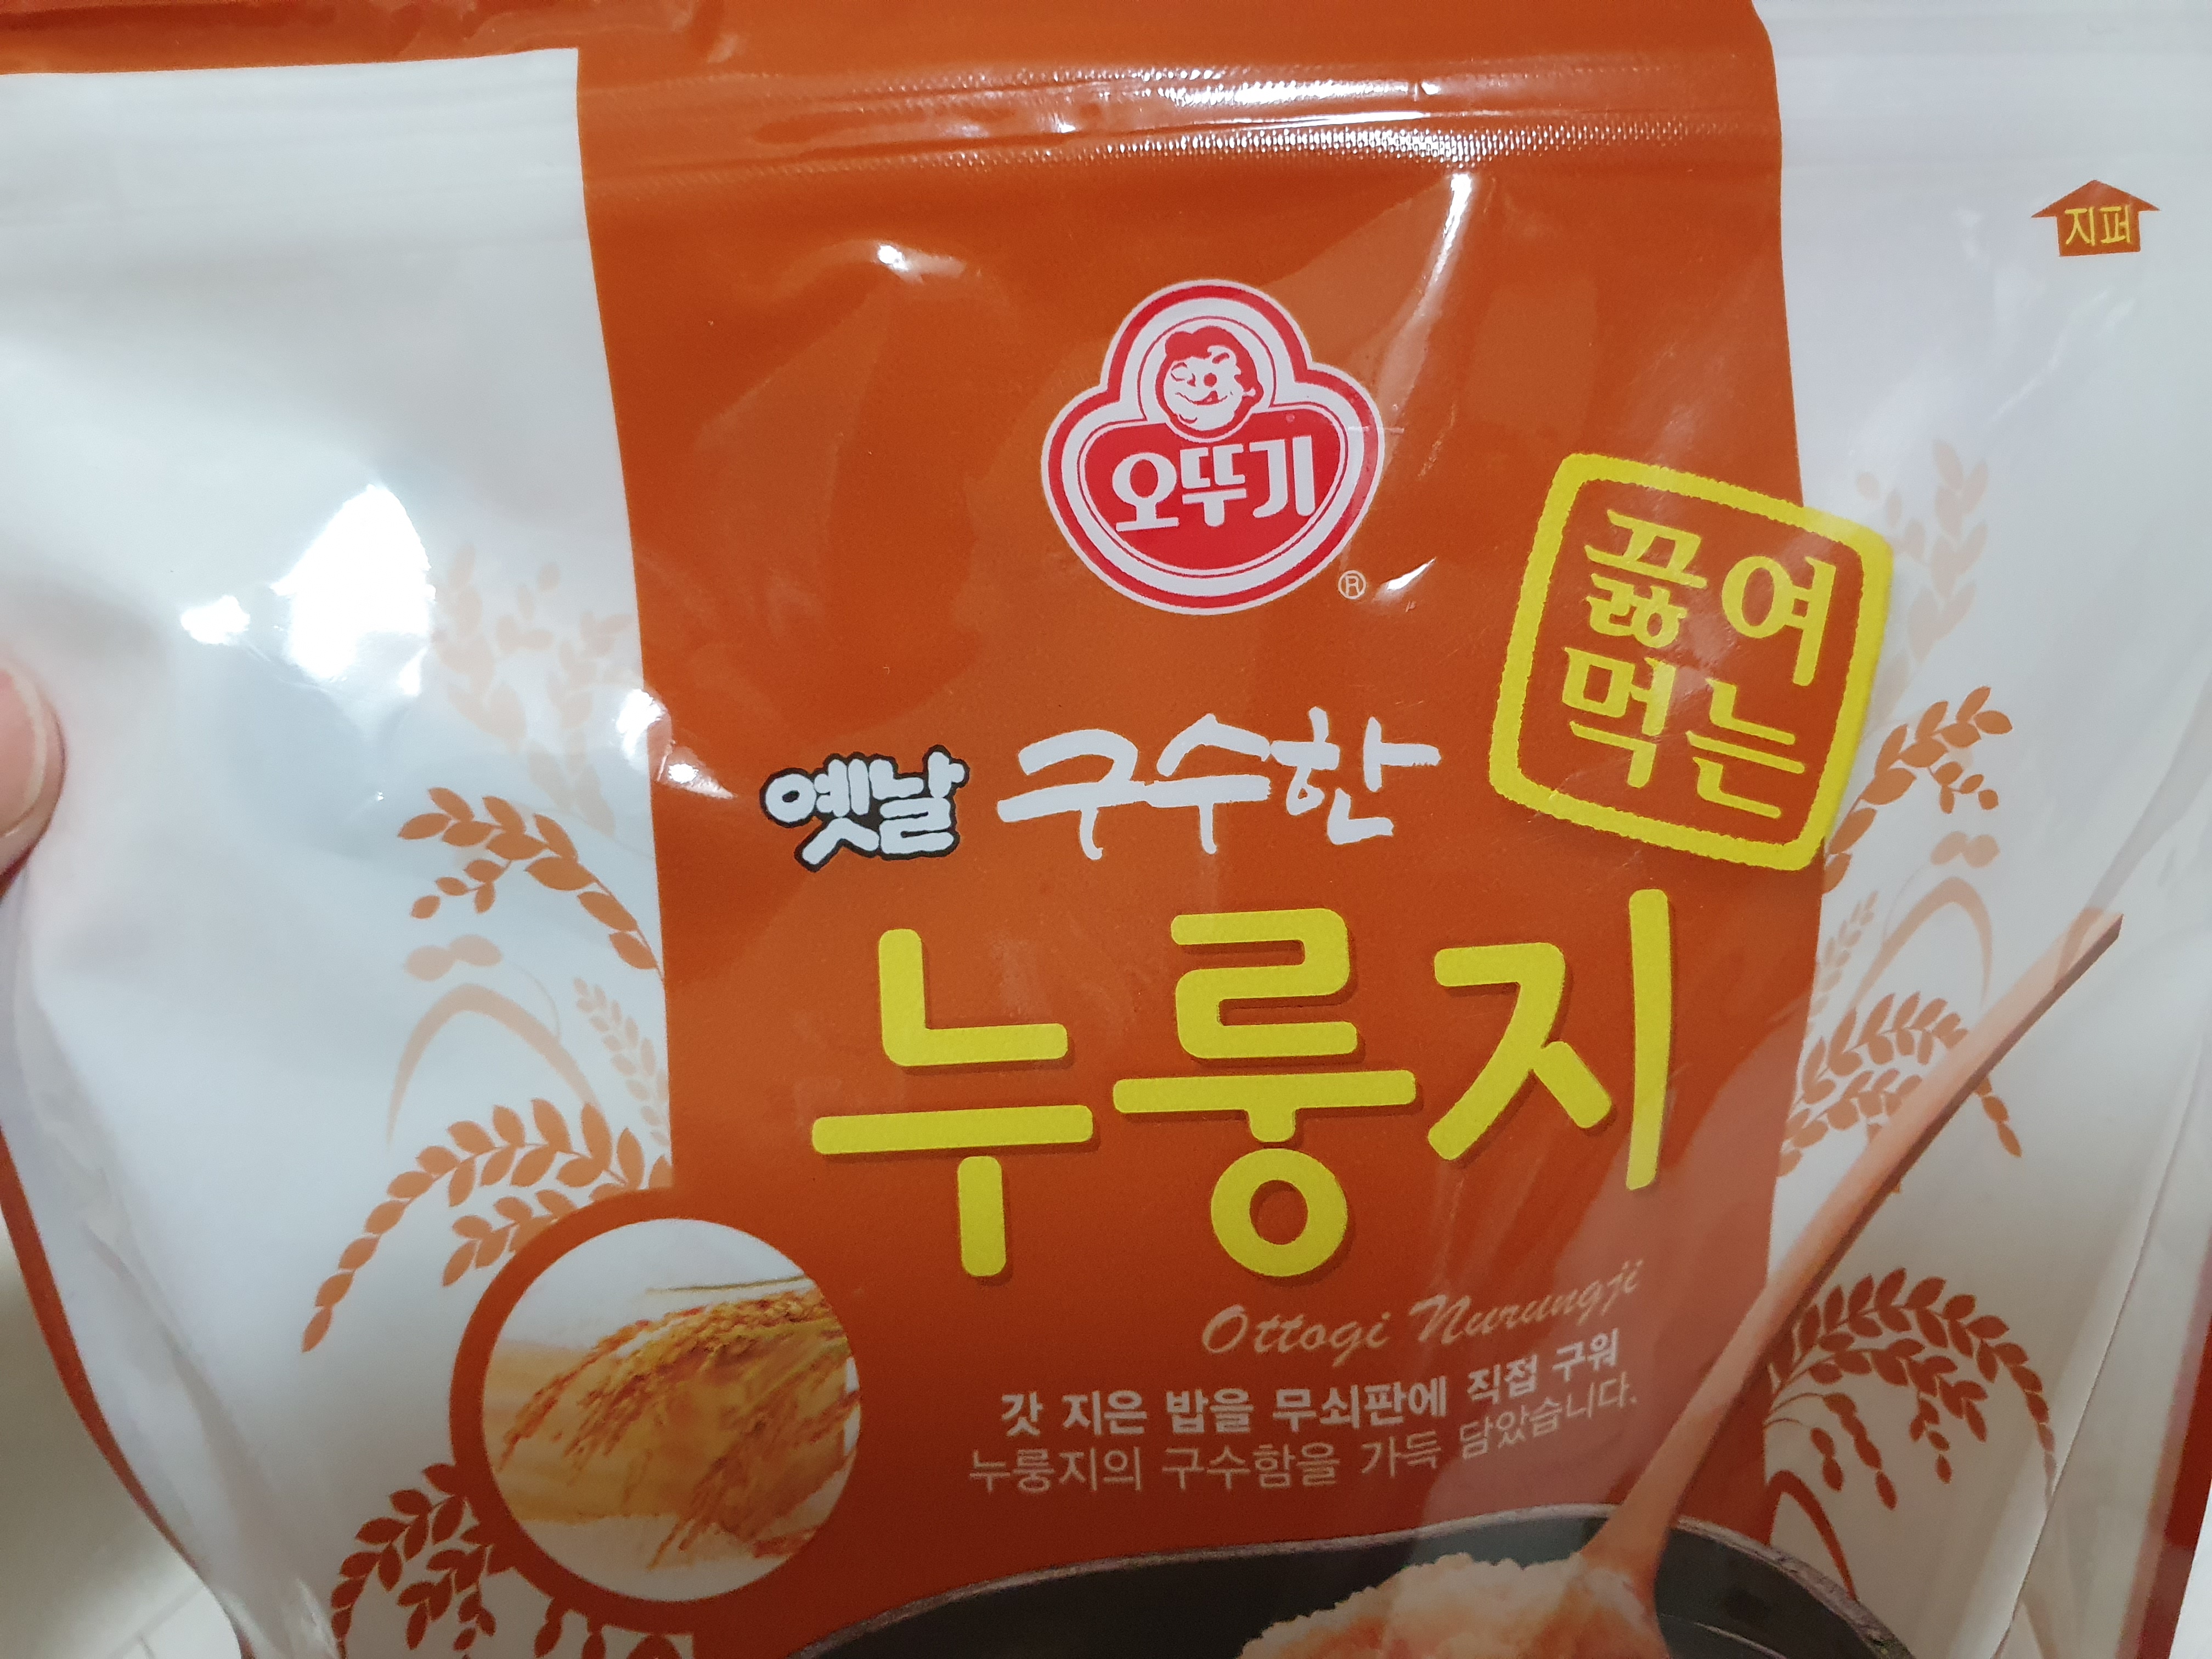 지퍼
오뚜기
®
끓여
먹는
옛날 구수한
누룽지
Ottogi Nurungji
갓 지은 밥을 무쇠판에 직접 구워
누룽지의 구수함을 가득 담았습니다.